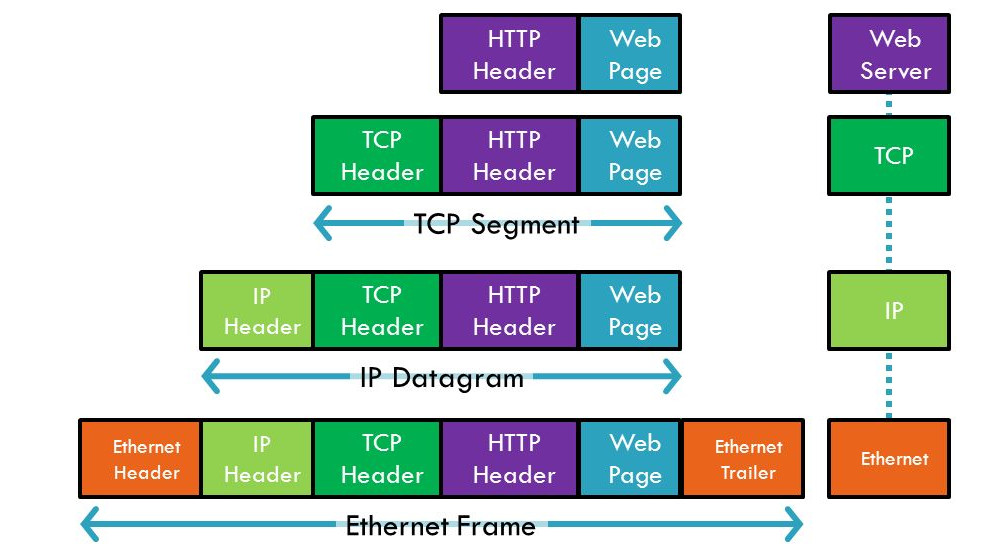 HTTP Header
Web Page
Web Server
TCP Header
HTTP Header
Web Page
TCP
TCP Segment
IP Header
TCP Header
HTTP Header
Web Page
IP
IP Datagram
Ethernet Header
IP Header
TCP Header
HTTP Header
Web Page
Ethernet Trailer
Ethernet
Ethernet Frame